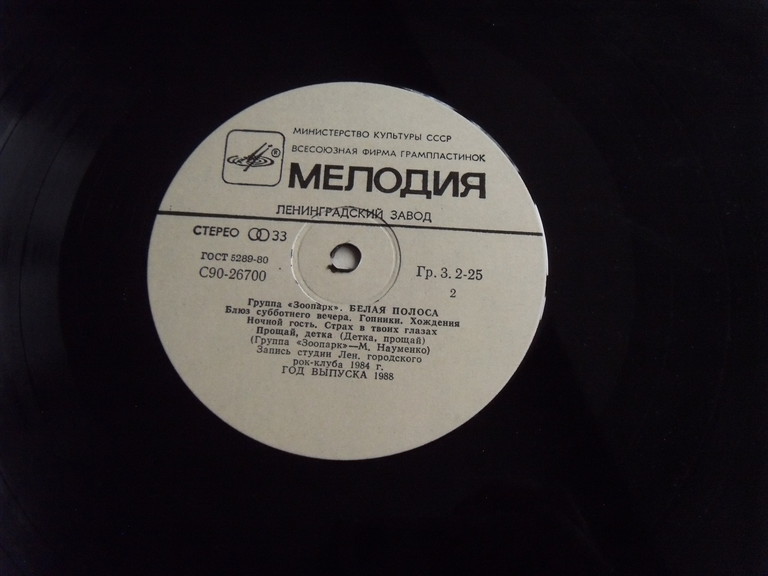 МИНИСТЕРСТВО КУЛЬТУРЫ СССР
ВСЕСОЮЗНАЯ ФИРМА ГРАМПЛАСТИНОК
®
МЕЛОДИЯ
ЛЕНИНГРАДСКИЙ ЗАВОД
СТЕРЕО 33
ГОСТ 5289-80
С90-26700
Гр. 3. 2-25
2
Группа «Зоопарк». БЕЛАЯ ПОЛОСА
Блюз субботнего вечера. Гопники. Хождения
Ночной гость. Страх в твоих глазах
Прощай, детка (Детка, прощай)
(Группа «Зоопарк»—М. Науменко)
Запись студии Лен. городского
рок-клуба 1984 г.
ГОД ВЫПУСКА 1988